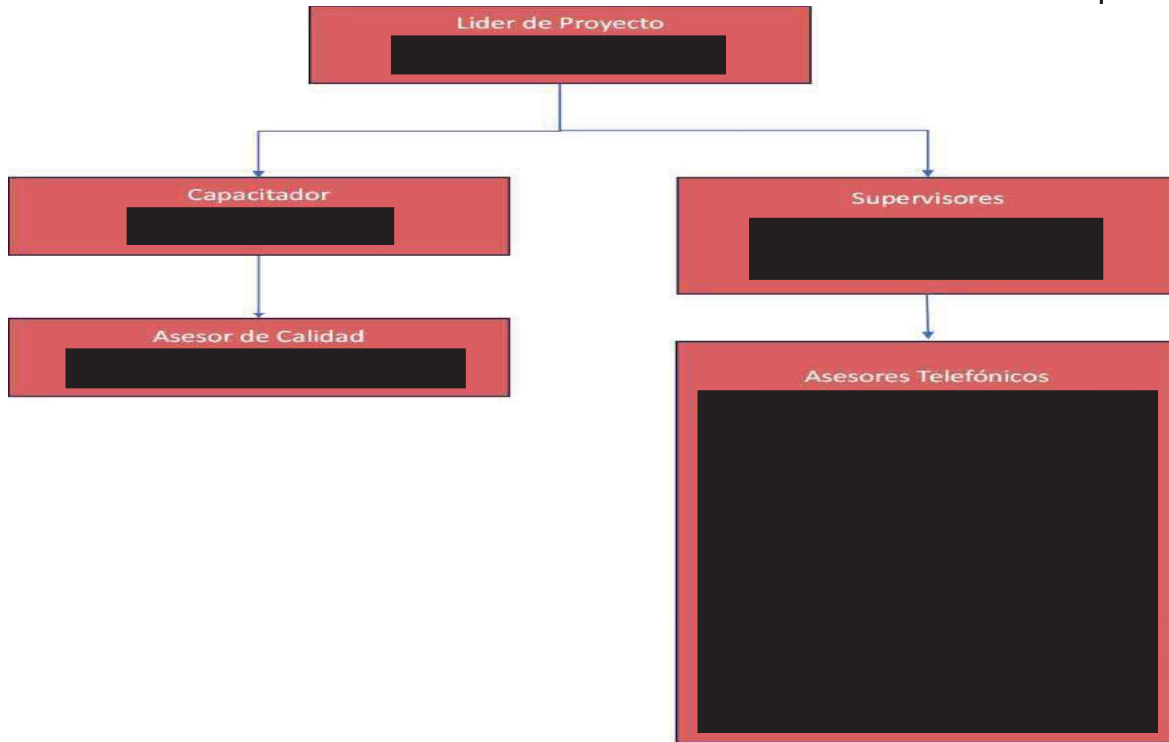 Lider de Proyecto
Capacitador
Supervisores
Asesor de Calidad
Asesores Telefónicos